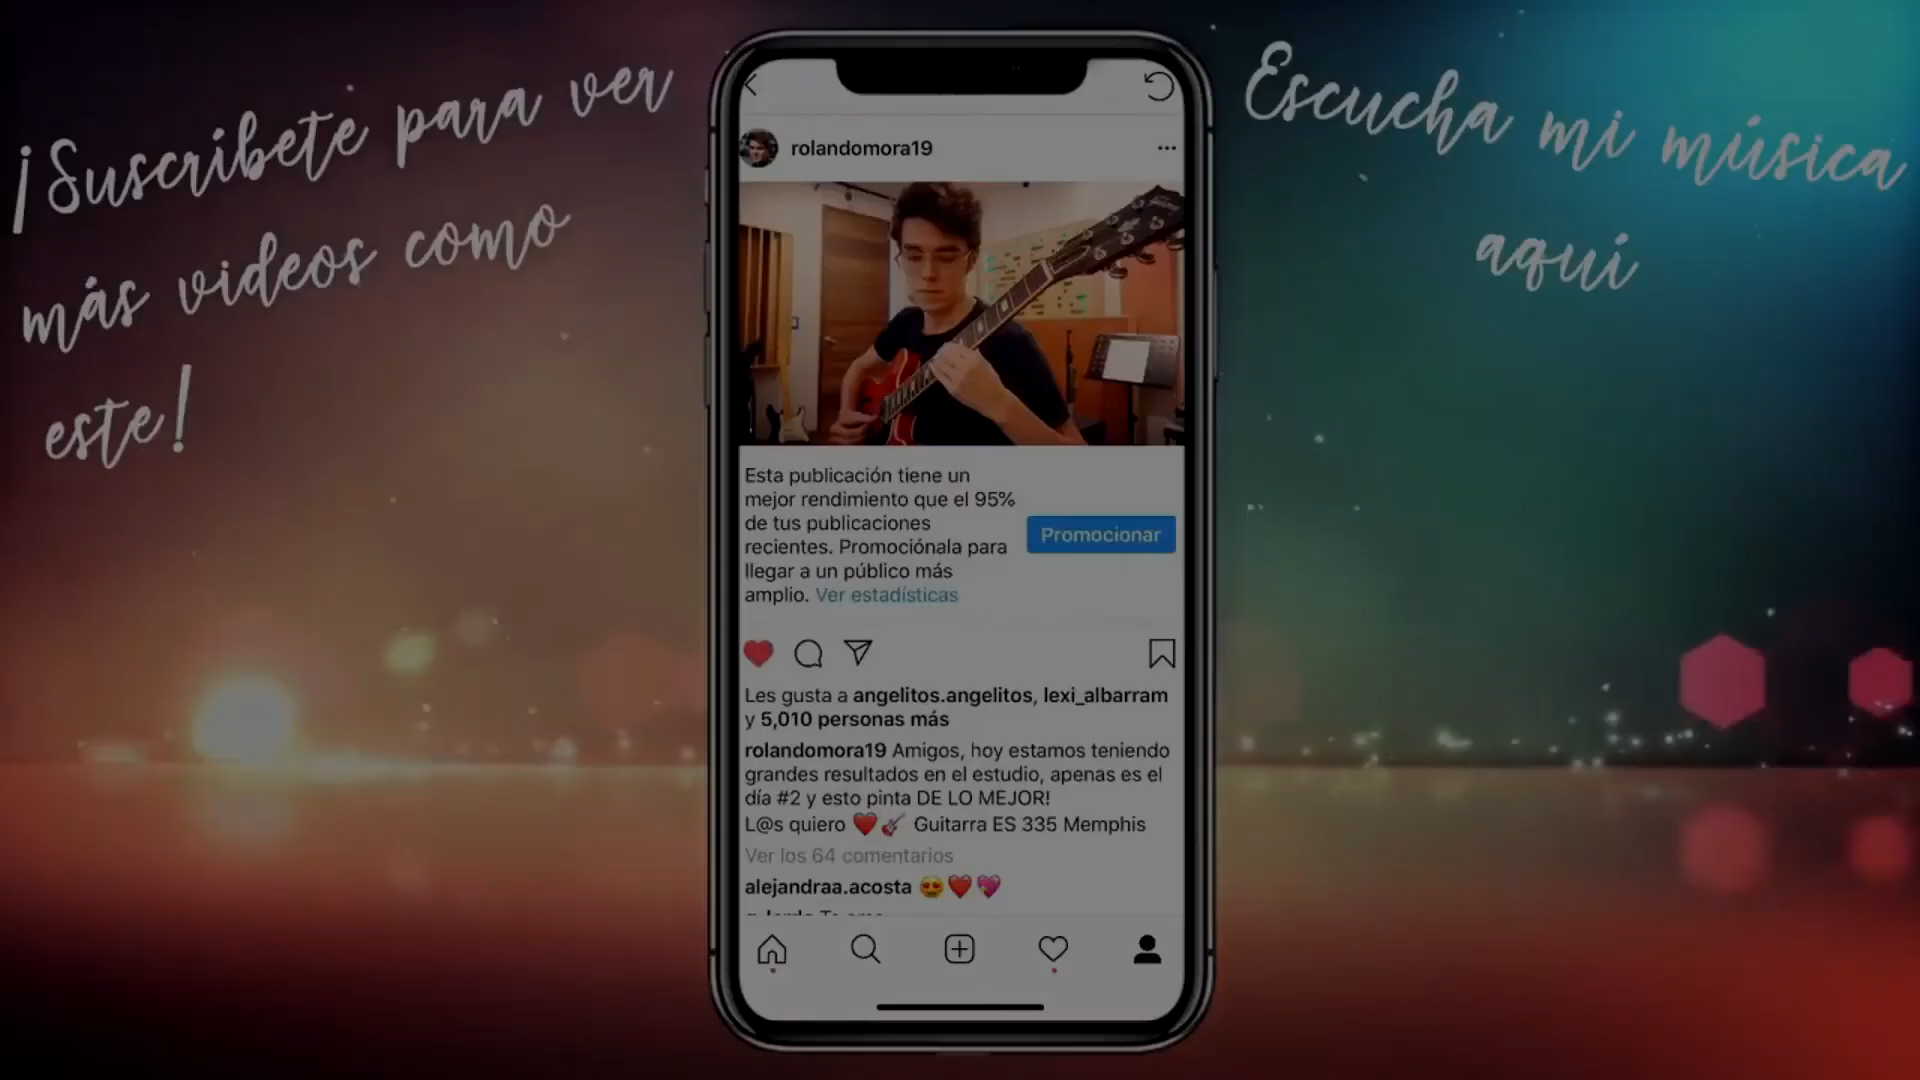 ¡Suscribete para ver
más videos como
este!
Escucha mi música
aquí
rolandomora19
Esta publicación tiene un
mejor rendimiento que el 95%
de tus publicaciones
recientes. Promociónala para
llegar a un público más
amplio. Ver estadísticas
Promocionar
Les gusta a angelitos.angelitos, lexi_albarram
y 5,010 personas más
rolandomora19 Amigos, hoy estamos teniendo
grandes resultados en el estudio, apenas es el
día #2 y esto pinta DE LO MEJOR!
L@s quiero ❤️🎸 Guitarra ES 335 Memphis
Ver los 64 comentarios
alejandraa.acosta 😍❤️💖